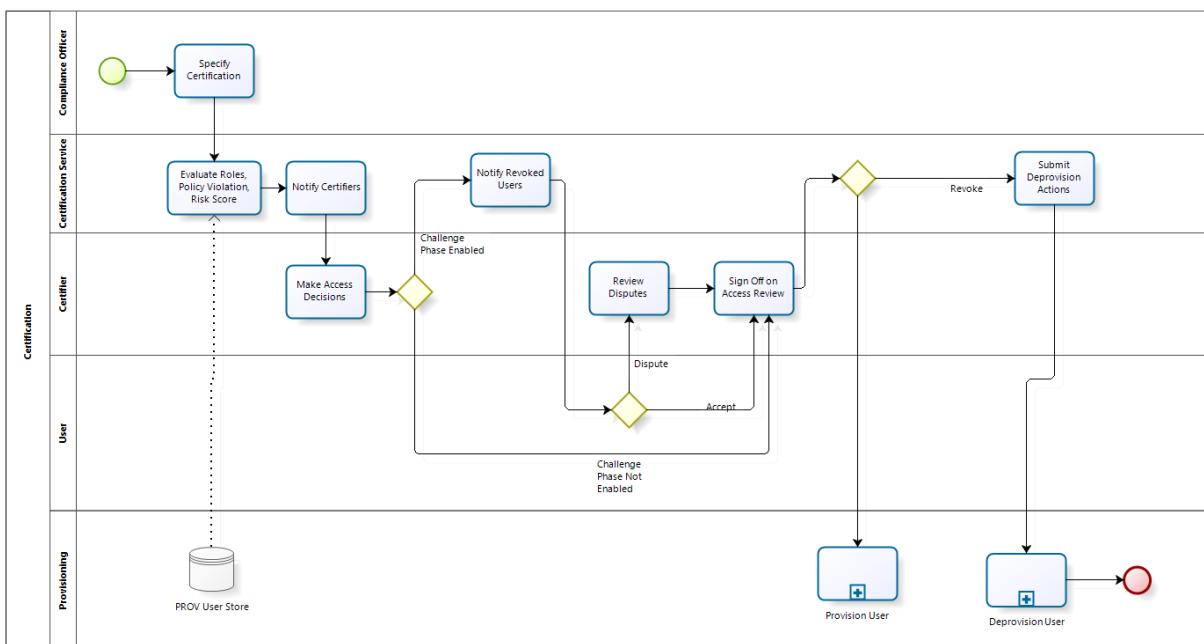 Certification
Compliance Officer
Specify
Certification
Certification Service
Evaluate Roles,
Policy Violation,
Risk Score
Notify Certifiers
Notify Revoked
Users
Revoke
Submit
Deprovision
Actions
Certifier
Challenge
Phase Enabled
Make Access
Decisions
Review
Disputes
Sign Off on
Access Review
User
Dispute
Accept
Challenge
Phase Not
Enabled
Provisioning
PROV User Store
Provision User
Deprovision User